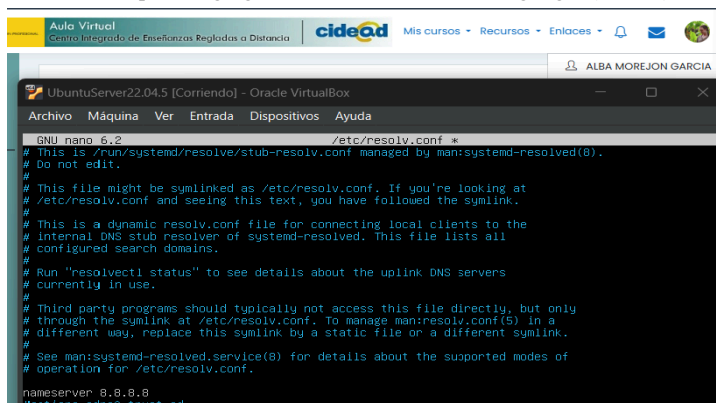 Aula Virtual
Centro Integrado de Enseñanzas Regladas a Distancia
cidead
Mis cursos Recursos Enlaces
ALBA MOREJON GARCIA
UbuntuServer22.04.5 [Corriendo] - Oracle VirtualBox
Archivo Máquina Ver Entrada Dispositivos Ayuda
GNU nano 6.2 /etc/resolv.conf *
# This is /run/systemd/resolve/stub-resolv.conf managed by man:systemd-resolved(8).
# Do not edit.
#
# This file might be symlinked as /etc/resolv.conf. If you're looking at
# /etc/resolv.conf and seeing this text, you have followed the symlink.
#
# This is a dynamic resolv.conf file for connecting local clients to the
# internal DNS stub resolver of systemd-resolved. This file lists all
# configured search domains.
#
# Run "resolvectl status" to see details about the uplink DNS servers
# currently in use.
#
# Third party programs should typically not access this file directly, but only
# through the symlink at /etc/resolv.conf. To manage man:resolv.conf(5) in a
# different way, replace this symlink by a static file or a different symlink.
#
# See man:systemd-resolved.service(8) for details about the supported modes of
# operation for /etc/resolv.conf.
nameserver 8.8.8.8